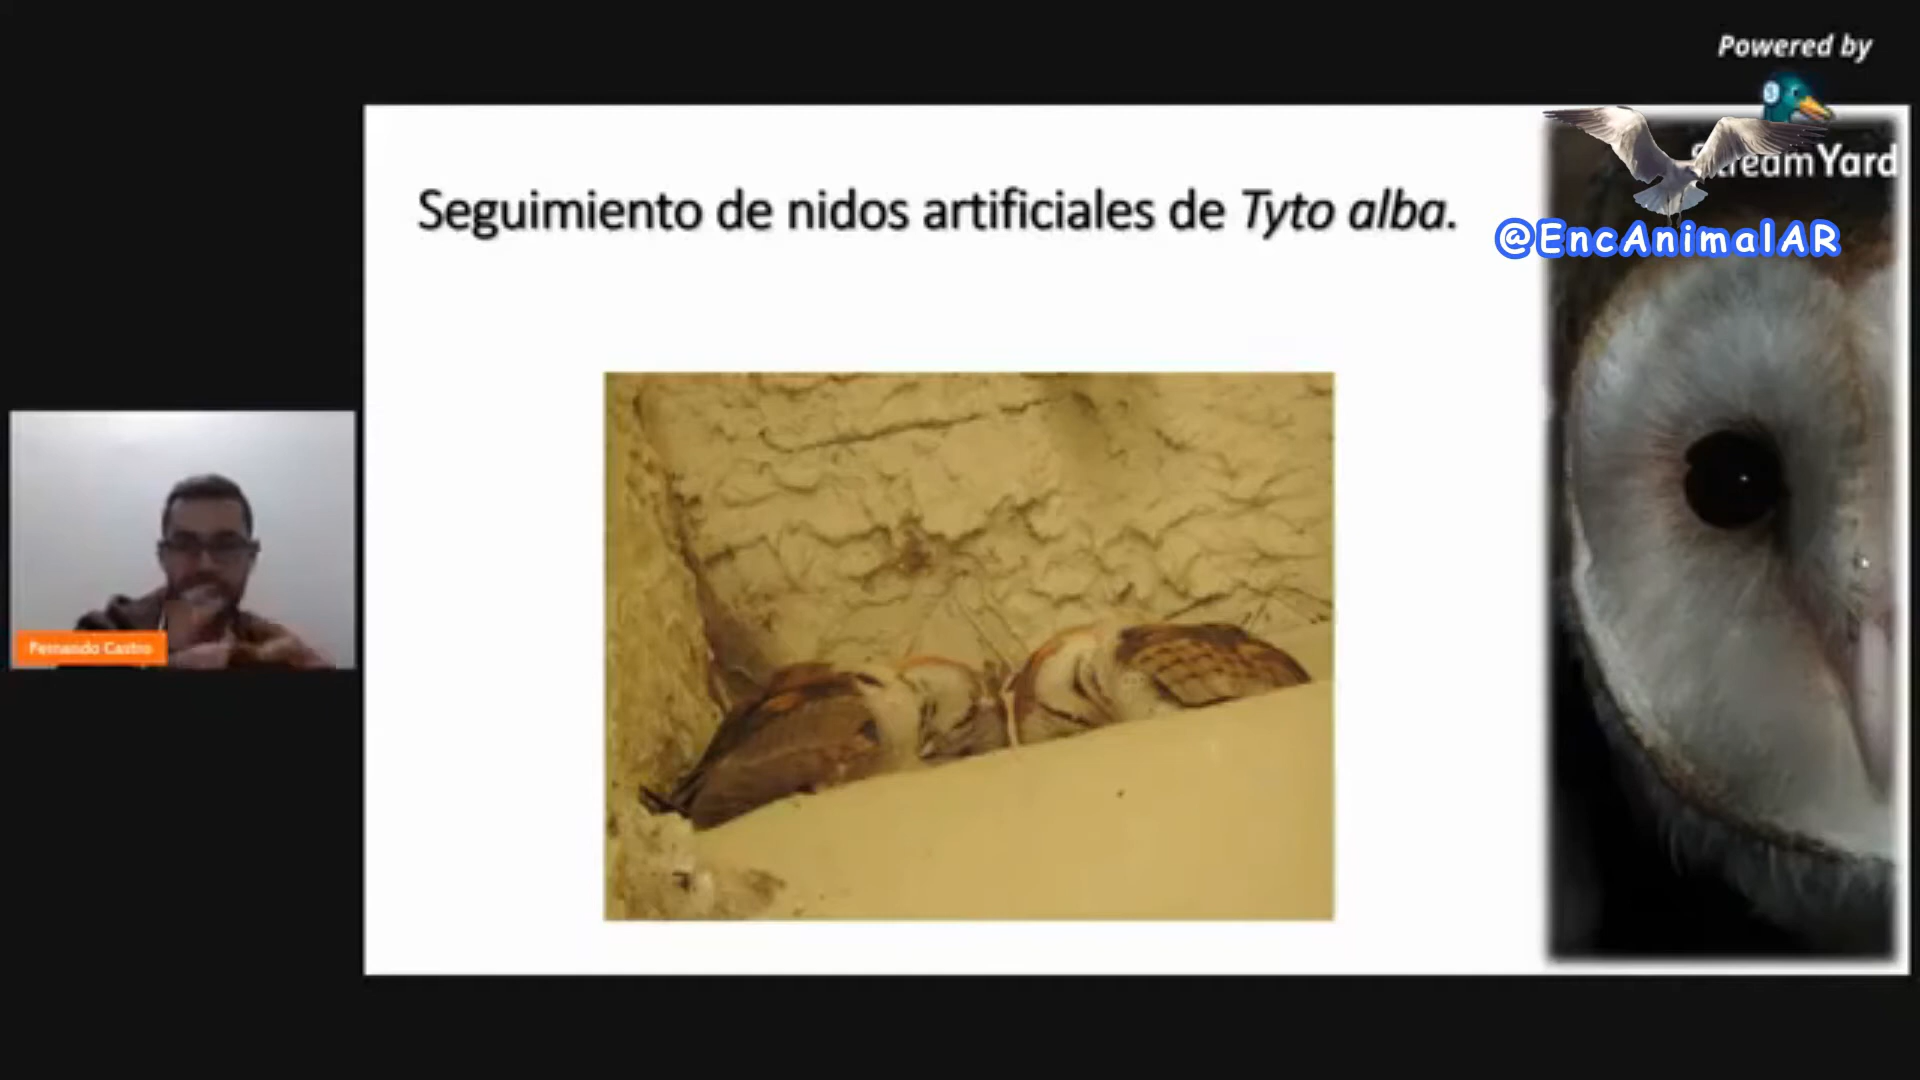 Powered by
StreamYard
@EncAnimalAR
Seguimiento de nidos artificiales de Tyto alba.
Fernando Castro